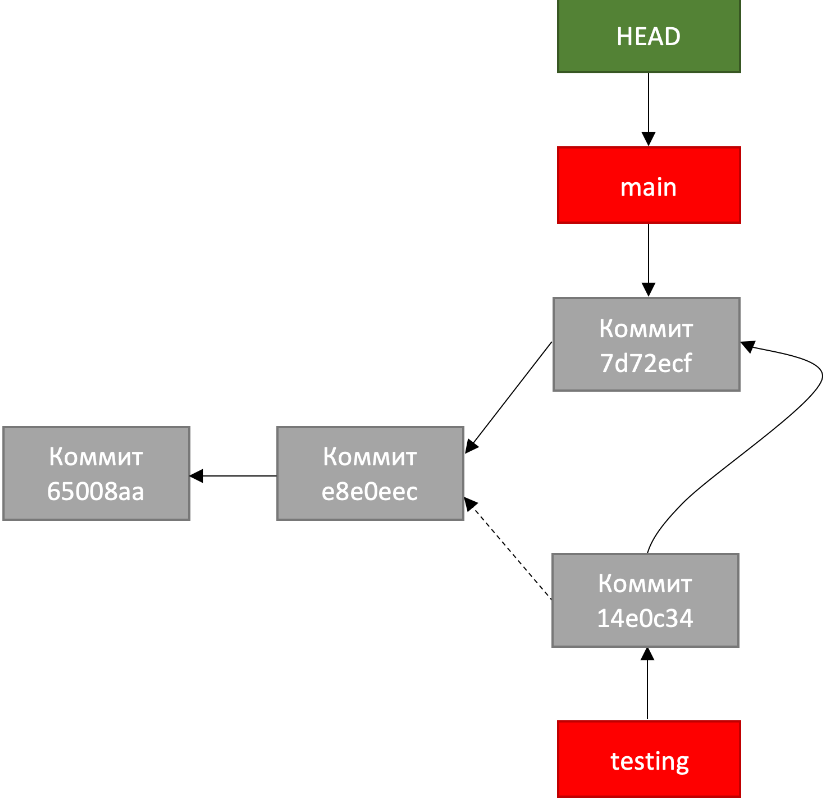 HEAD
main
Коммит
7d72ecf
Коммит
65008aa
Коммит
e8e0eec
Коммит
14e0c34
testing